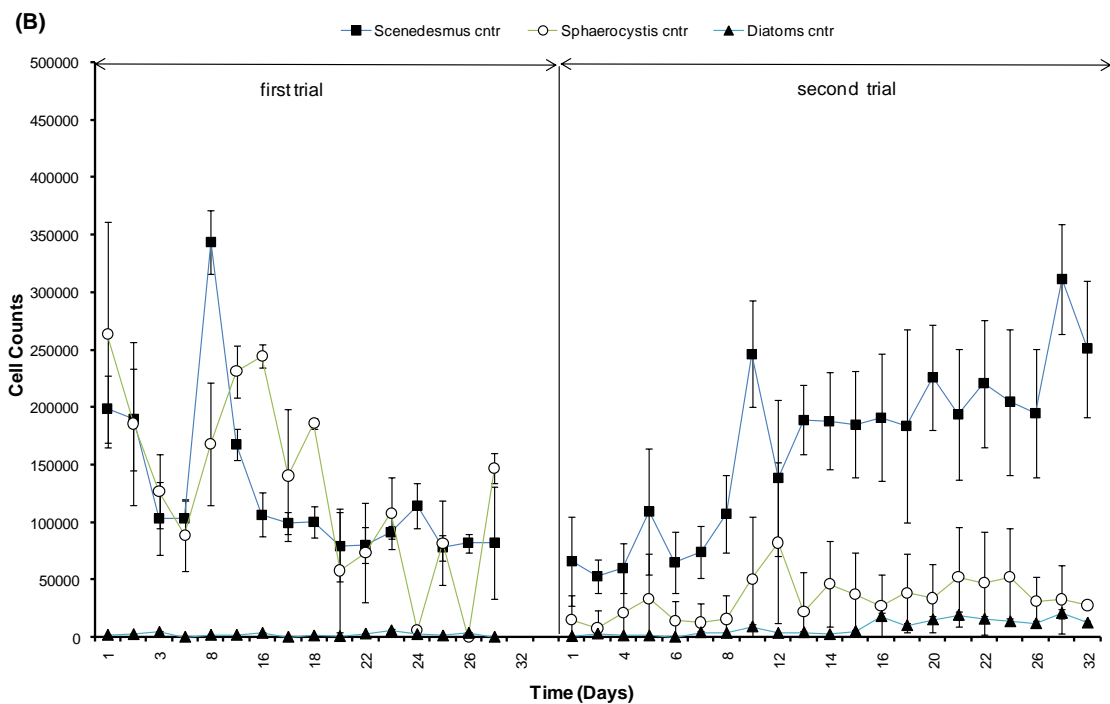 (B)
Scenedesmus cntr Sphaerocystis cntr Diatoms cntr
500000
450000
400000
350000
300000
250000
200000
150000
100000
50000
0
Cell Counts
first trial
second trial
1 3 8 16 18 22 24 26 32 1 4 6 8 12 16 20 22 26 32
Time (Days)